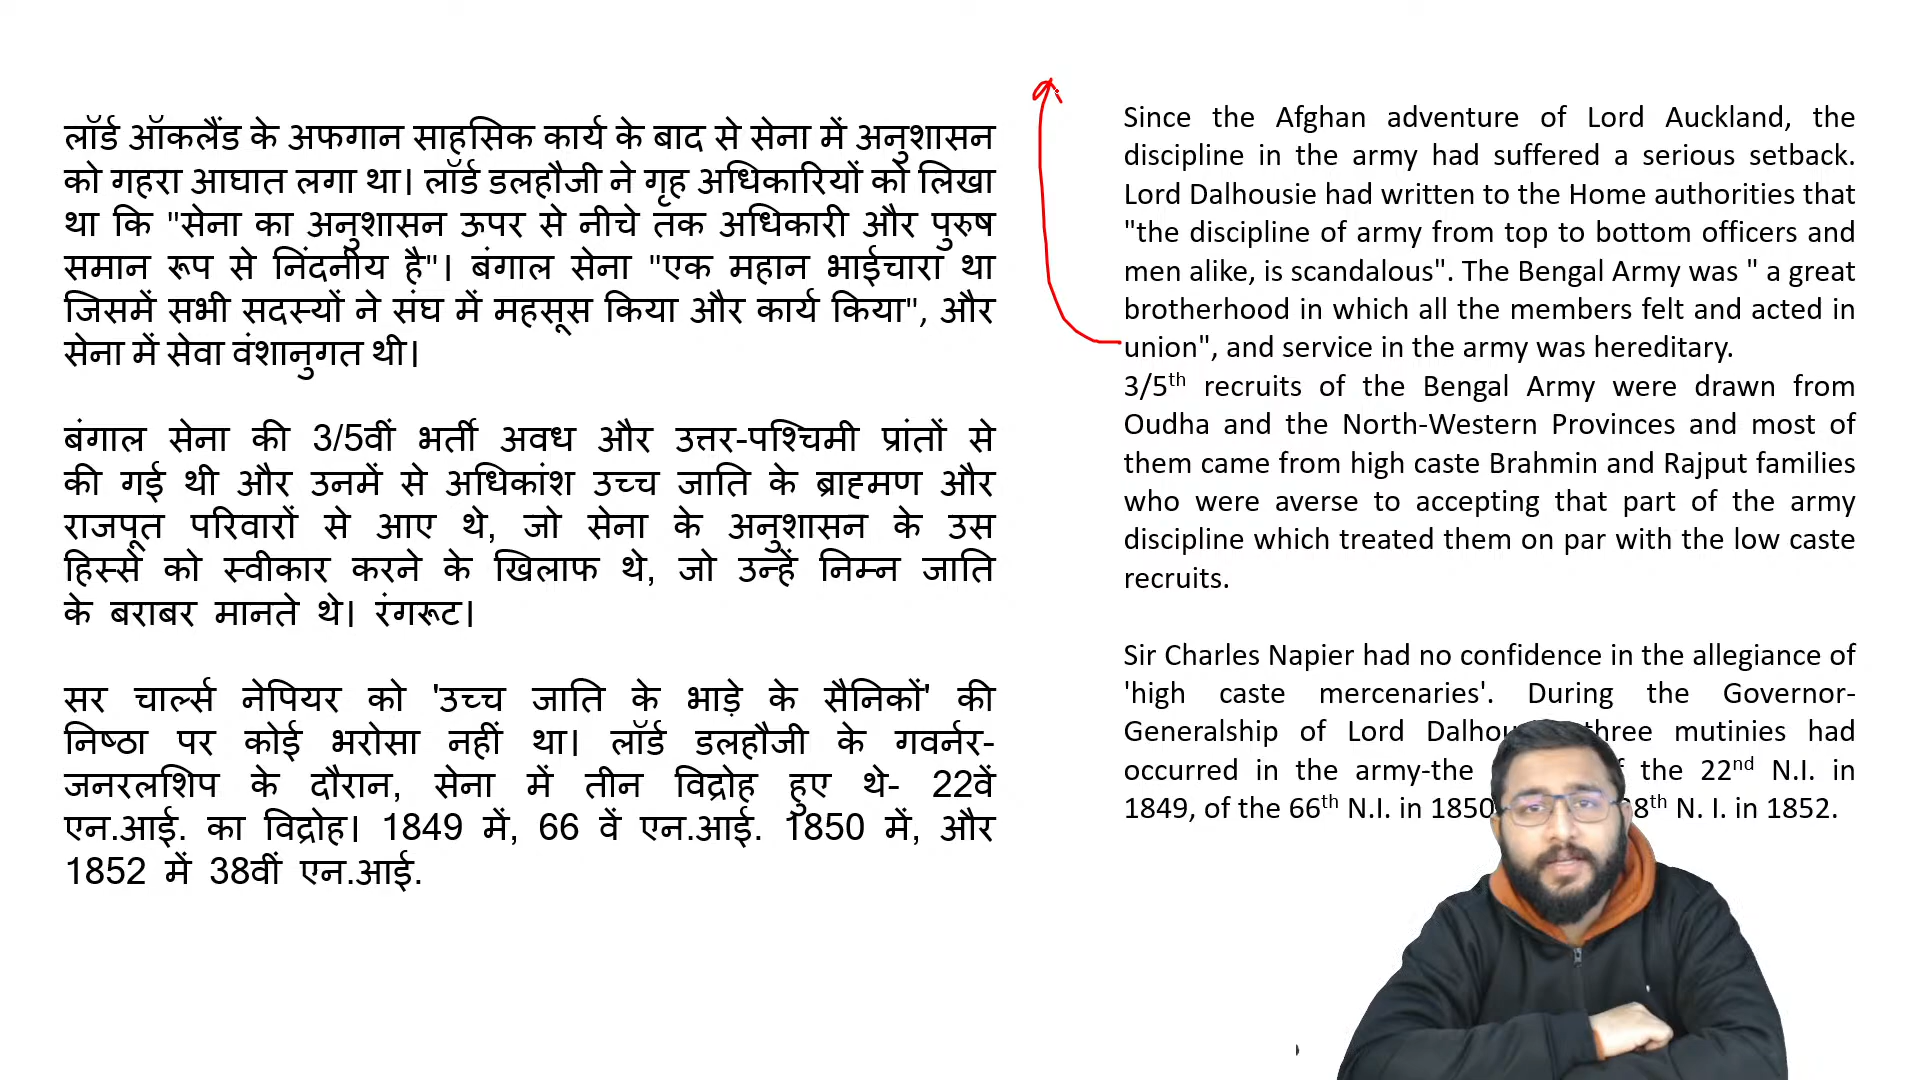 लॉर्ड ऑकलैंड के अफगान साहसिक कार्य के बाद से सेना में अनुशासन
को गहरा आघात लगा था। लॉर्ड डलहौजी ने गृह अधिकारियों को लिखा
था कि "सेना का अनुशासन ऊपर से नीचे तक अधिकारी और पुरुष
समान रूप से निंदनीय है"। बंगाल सेना "एक महान भाईचारा था
जिसमें सभी सदस्यों ने संघ में महसूस किया और कार्य किया", और
सेना में सेवा वंशानुगत थी।
बंगाल सेना की 3/5वीं भर्ती अवध और उत्तर-पश्चिमी प्रांतों से
की गई थी और उनमें से अधिकांश उच्च जाति के ब्राह्मण और
राजपूत परिवारों से आए थे, जो सेना के अनुशासन के उस
हिस्से को स्वीकार करने के खिलाफ थे, जो उन्हें निम्न जाति
के बराबर मानते थे। रंगरूट।
सर चार्ल्स नेपियर को 'उच्च जाति के भाड़े के सैनिकों' की
निष्ठा पर कोई भरोसा नहीं था। लॉर्ड डलहौजी के गवर्नर-
जनरलशिप के दौरान, सेना में तीन विद्रोह हुए थे- 22वें
एन.आई. का विद्रोह। 1849 में, 66 वें एन.आई. 1850 में, और
1852 में 38वीं एन.आई.
Since the Afghan adventure of Lord Auckland, the
discipline in the army had suffered a serious setback.
Lord Dalhousie had written to the Home authorities that
"the discipline of army from top to bottom officers and
men alike, is scandalous". The Bengal Army was " a great
brotherhood in which all the members felt and acted in
union", and service in the army was hereditary.
3/5th recruits of the Bengal Army were drawn from
Oudha and the North-Western Provinces and most of
them came from high caste Brahmin and Rajput families
who were averse to accepting that part of the army
discipline which treated them on par with the low caste
recruits.
Sir Charles Napier had no confidence in the allegiance of
'high caste mercenaries'. During the Governor-
Generalship of Lord three mutinies had
occurred in the army-the the 22nd N.I. in
1849, of the 66th N.I. in 1850 N. I. in 1852.